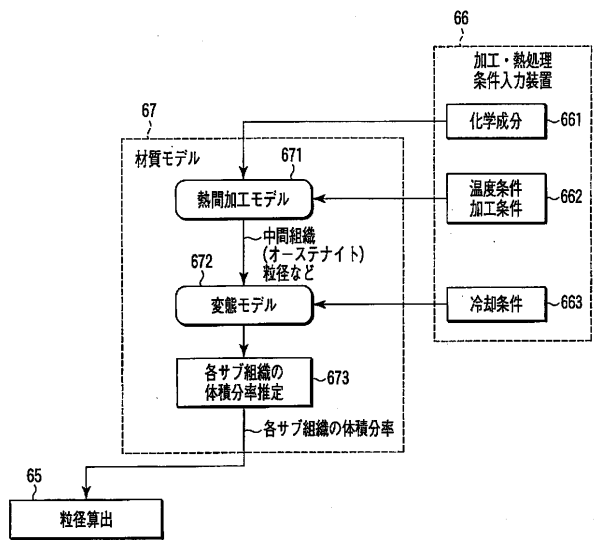 66
加工・熱処理
条件入力装置
化学成分
661
67
材質モデル
671
熱間加工モデル
温度条件
加工条件
662
中間組織
(オーステナイト)
粒径など
672
変態モデル
冷却条件
663
各サブ組織の
体積分率推定
673
各サブ組織の体積分率
65
粒径算出